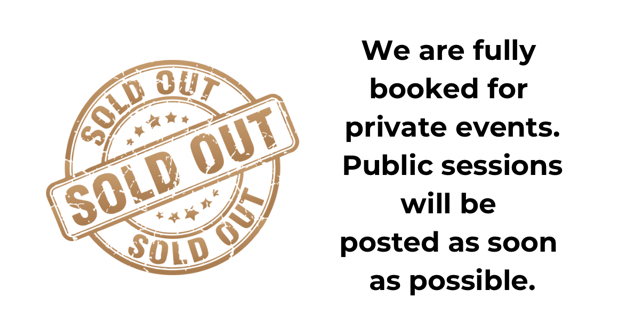 SOLD OUT
SOLD OUT
SOLD OUT
We are fully
booked for
private events.
Public sessions
will be
posted as soon
as possible.